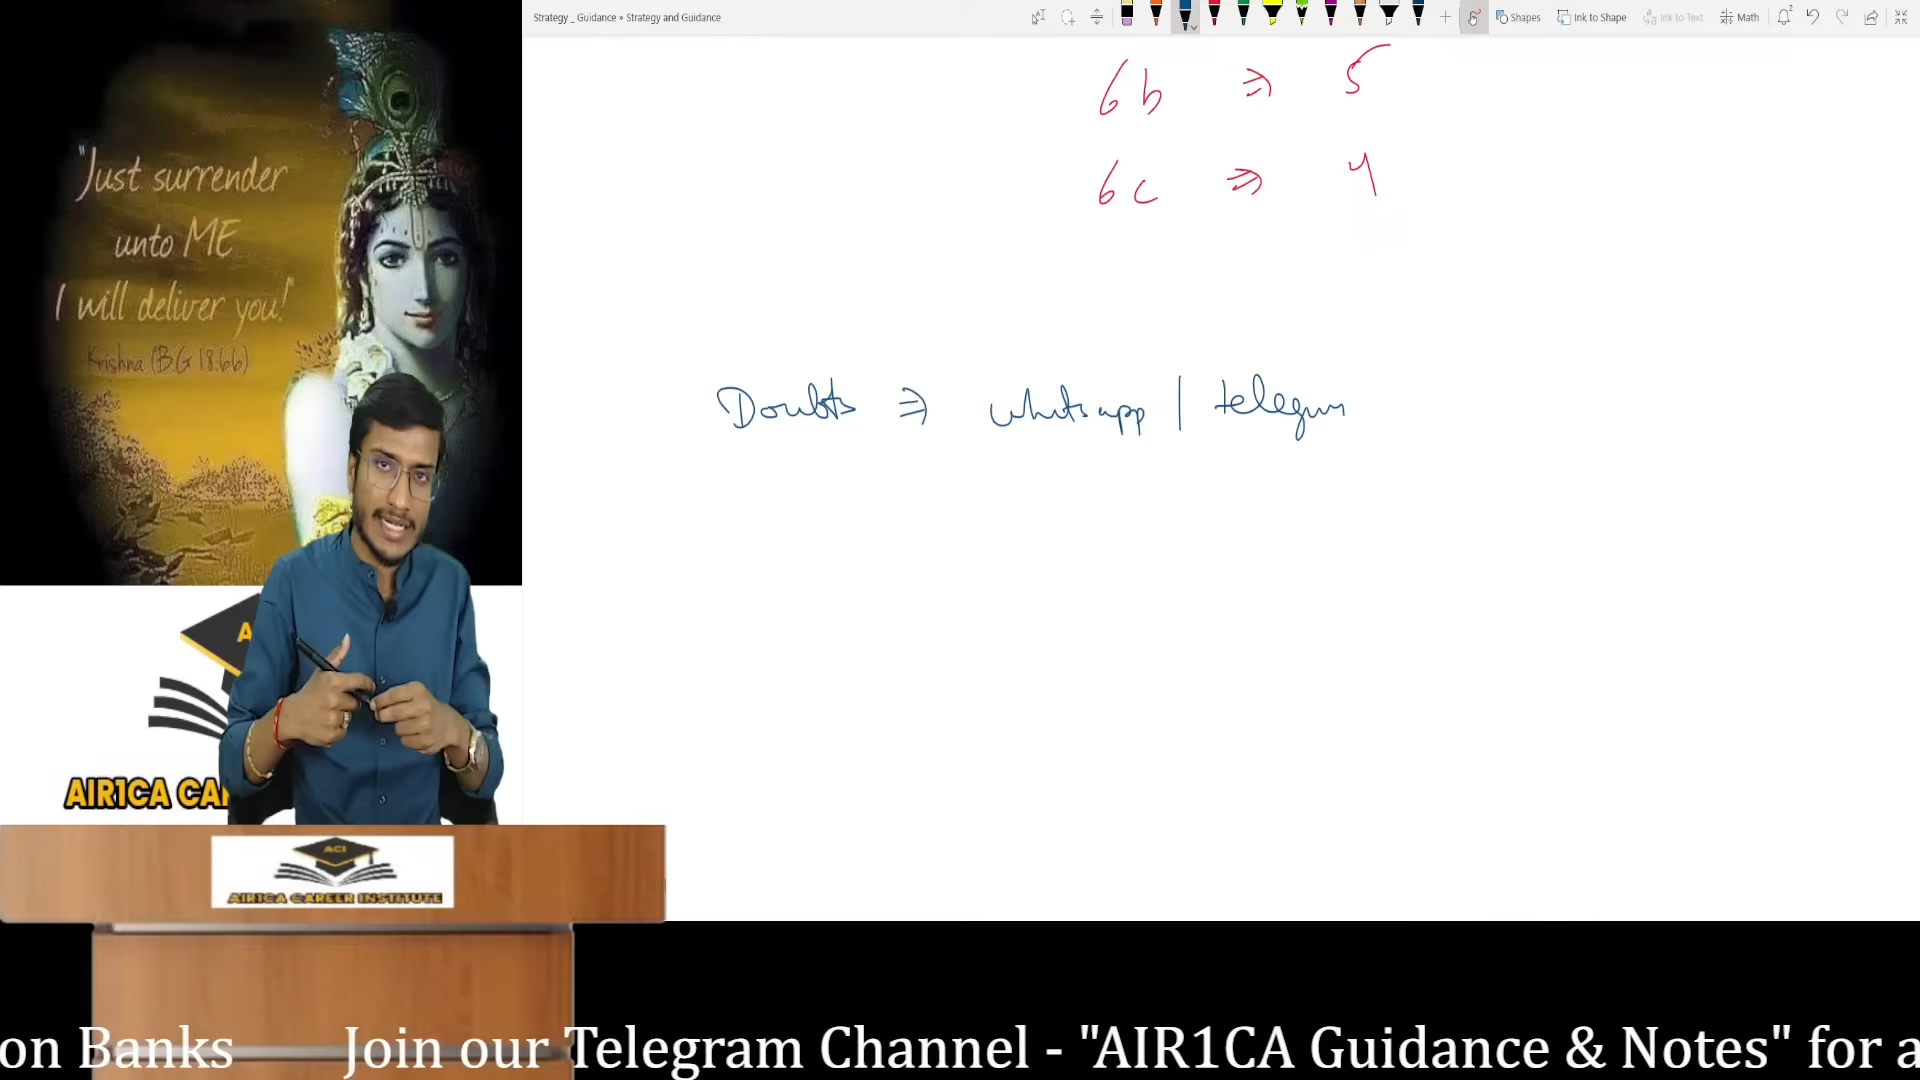 Strategy _ Guidance » Strategy and Guidance
Ink to Shape
Shapes
Ink to Text
Math
6b ⇒ 5
6c ⇒ 4
"Just surrender
unto ME
I will deliver you!"
Krishna (B.G 18.66)
Doubts ⇒ whatsapp | telegram
AIR1CA CAR
ACI
AIR1CA CAREER INSTITUTE
on Banks Join our Telegram Channel - "AIR1CA Guidance & Notes" for a